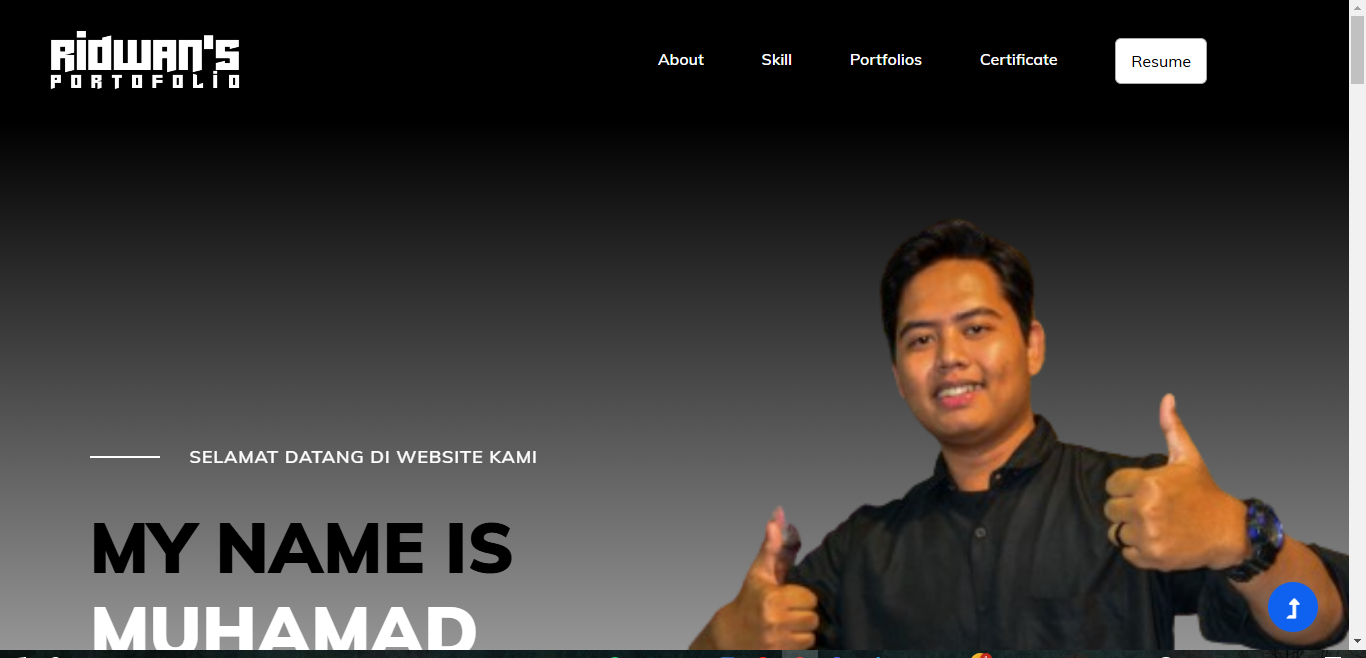 RiDWAN'S
PORTOFOLiO
About
Skill
Portfolios
Certificate
Resume
SELAMAT DATANG DI WEBSITE KAMI
MY NAME IS
MUHAMAD